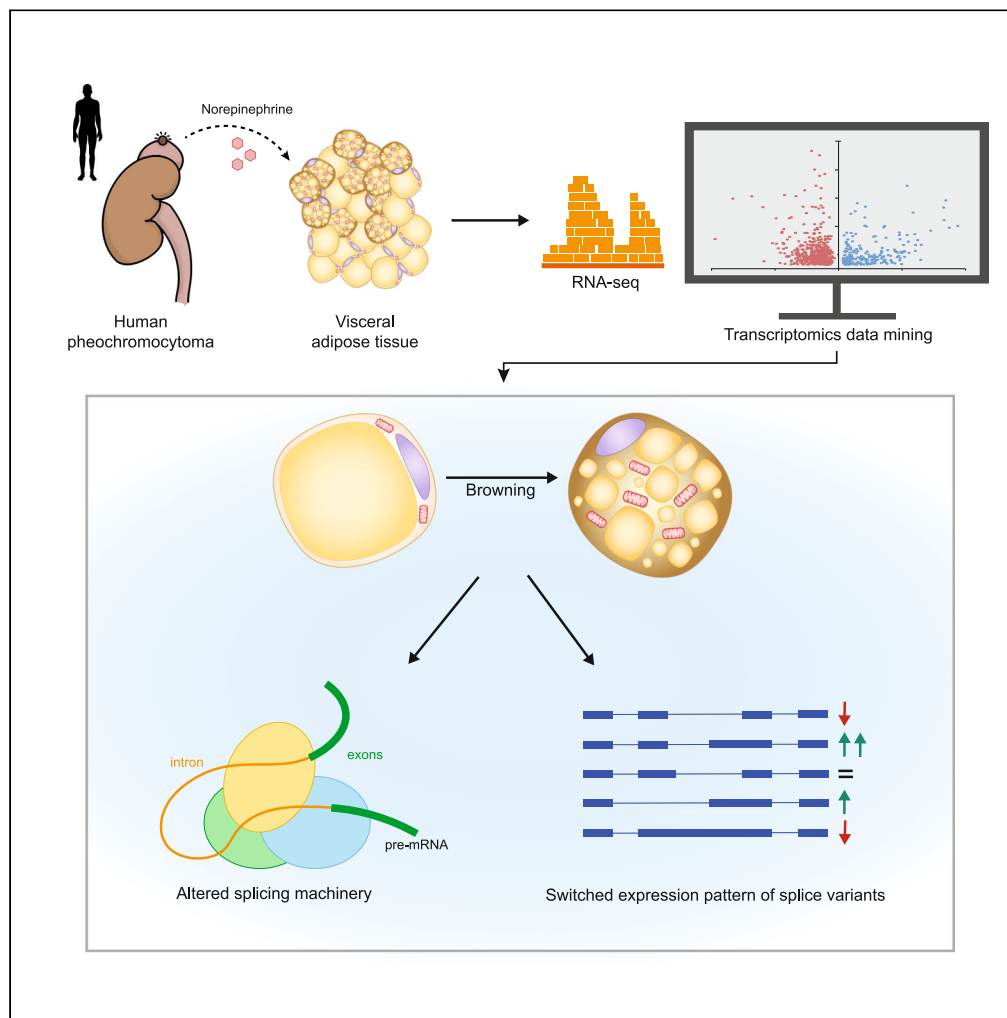 Norepinephrine
Human
pheochromocytoma
Visceral
adipose tissue
RNA-seq
Transcriptomics data mining
Browning
intron
exons
pre-mRNA
=
Altered splicing machinery
Switched expression pattern of splice variants